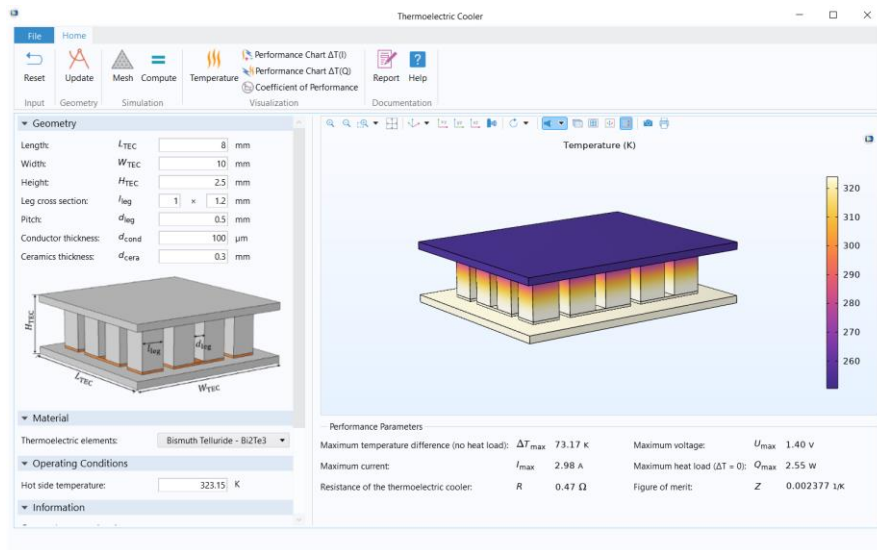 Thermoelectric Cooler
File Home
Reset Update Mesh Compute Temperature Performance Chart ΔT(I) Report Help
Performance Chart ΔT(Q)
Coefficient of Performance
Input Geometry Simulation Visualization Documentation
Geometry
Length: LTEC 8 mm
Width: WTEC 10 mm
Height: HTEC 2.5 mm
Leg cross section: lleg 1 × 1.2 mm
Pitch: dleg 0.5 mm
Conductor thickness: dcond 100 µm
Ceramics thickness: dcera 0.3 mm
HTEC
lleg dleg
LTEC WTEC
Material
Thermoelectric elements: Bismuth Telluride - Bi2Te3
Operating Conditions
Hot side temperature: 323.15 K
Information
Temperature (K)
320
310
300
290
280
270
260
Performance Parameters
Maximum temperature difference (no heat load): ΔTmax 73.17 K Maximum voltage: Umax 1.40 V
Maximum current: Imax 2.98 A Maximum heat load (ΔT = 0): Qmax 2.55 W
Resistance of the thermoelectric cooler: R 0.47 Ω Figure of merit: Z 0.002377 1/K